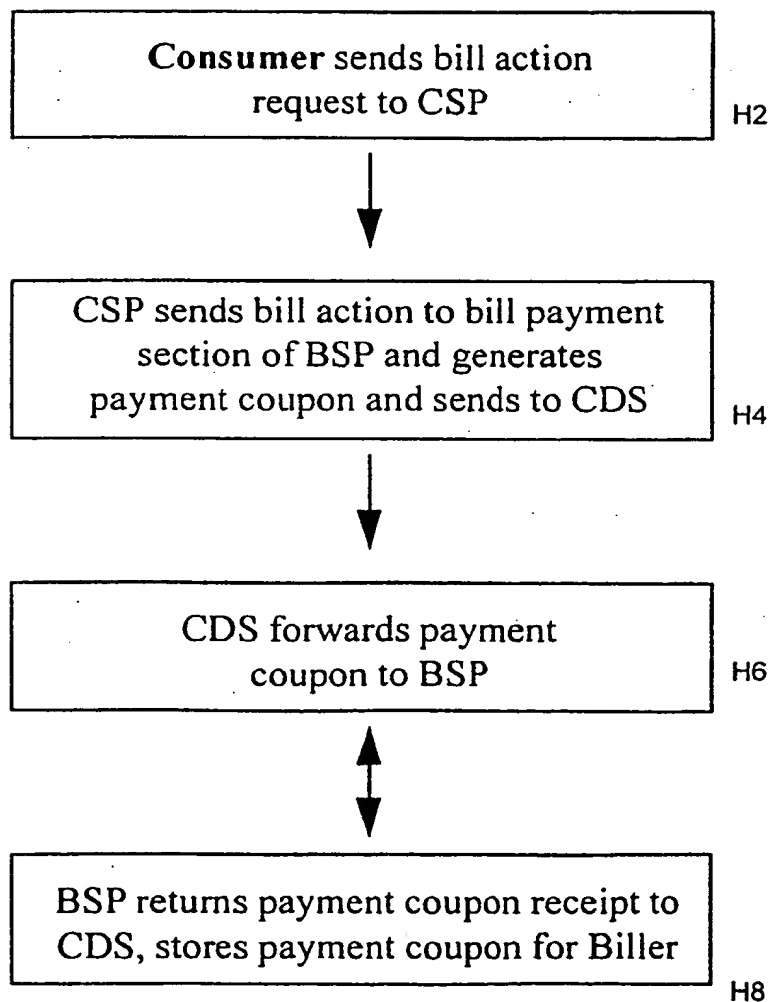 Consumer sends bill action
request to CSP
H2
CSP sends bill action to bill payment
section of BSP and generates
payment coupon and sends to CDS
H4
CDS forwards payment
coupon to BSP
H6
BSP returns payment coupon receipt to
CDS, stores payment coupon for Biller
H8